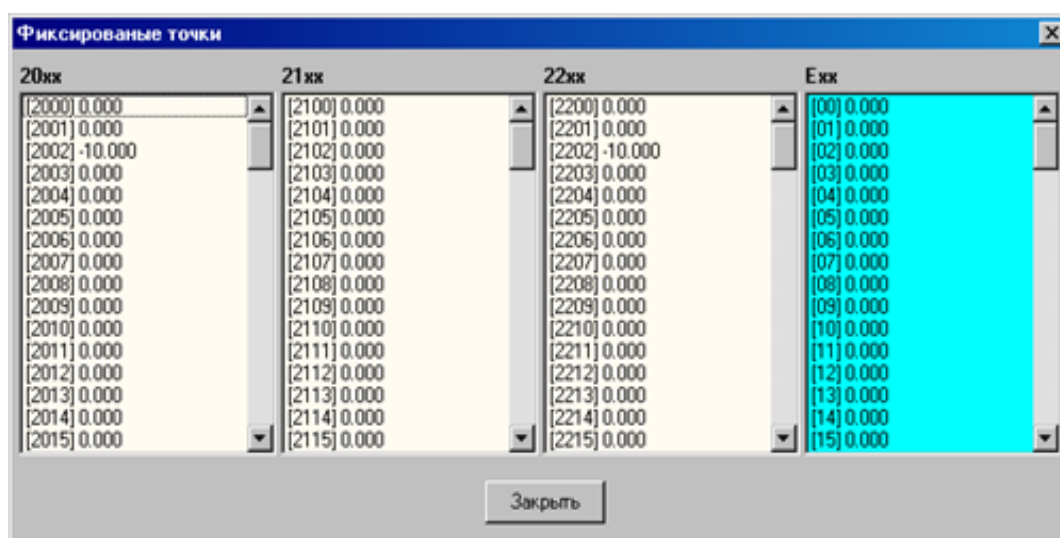 Фиксированые точки
20xx 21xx 22xx Exx
[2000] 0.000 [2100] 0.000 [2200] 0.000 [00] 0.000
[2001] 0.000 [2101] 0.000 [2201] 0.000 [01] 0.000
[2002] -10.000 [2102] 0.000 [2202] -10.000 [02] 0.000
[2003] 0.000 [2103] 0.000 [2203] 0.000 [03] 0.000
[2004] 0.000 [2104] 0.000 [2204] 0.000 [04] 0.000
[2005] 0.000 [2105] 0.000 [2205] 0.000 [05] 0.000
[2006] 0.000 [2106] 0.000 [2206] 0.000 [06] 0.000
[2007] 0.000 [2107] 0.000 [2207] 0.000 [07] 0.000
[2008] 0.000 [2108] 0.000 [2208] 0.000 [08] 0.000
[2009] 0.000 [2109] 0.000 [2209] 0.000 [09] 0.000
[2010] 0.000 [2110] 0.000 [2210] 0.000 [10] 0.000
[2011] 0.000 [2111] 0.000 [2211] 0.000 [11] 0.000
[2012] 0.000 [2112] 0.000 [2212] 0.000 [12] 0.000
[2013] 0.000 [2113] 0.000 [2213] 0.000 [13] 0.000
[2014] 0.000 [2114] 0.000 [2214] 0.000 [14] 0.000
[2015] 0.000 [2115] 0.000 [2215] 0.000 [15] 0.000
Закрыть